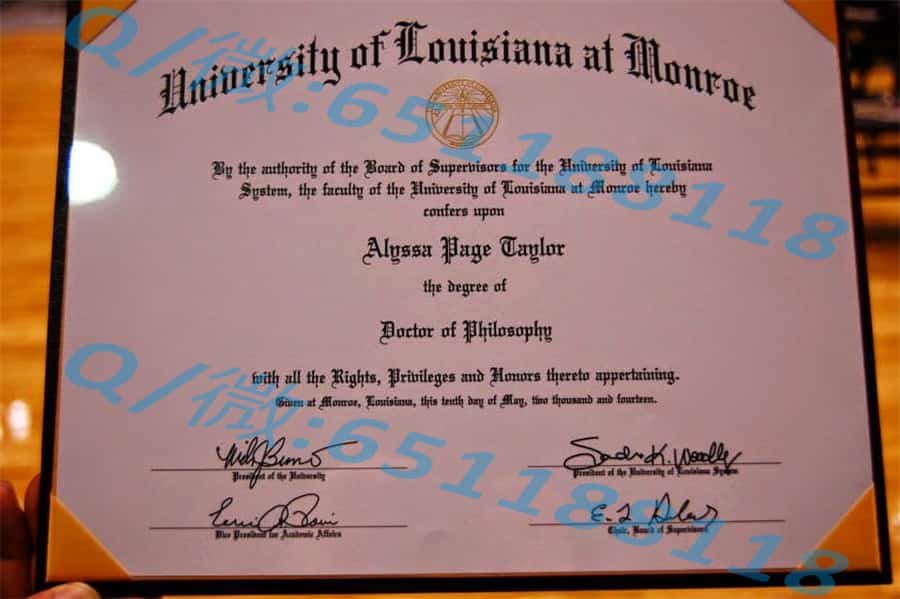 University of Louisiana at Monroe
Q/微:651188118
By the authority of the Board of Supervisors for the University of Louisiana
System, the faculty of the University of Louisiana at Monroe hereby
confers upon
Alyssa Page Taylor
the degree of
Doctor of Philosophy
with all the Rights, Privileges and Honors thereto appertaining.
Given at Monroe, Louisiana, this tenth day of May, two thousand and fourteen.
Q/微:651188118
President of the University
Sandra K. Woodley
President of the University of Louisiana System
Vice President for Academic Affairs
Chair, Board of Supervisors